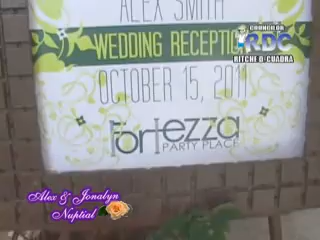 ALEX SMITH
WEDDING RECEPTION
OCTOBER 15, 2011
forTezza
PARTY PLACE
RDC
RITCHE D CUADRA
Alex & Jonalyn
Nuptial